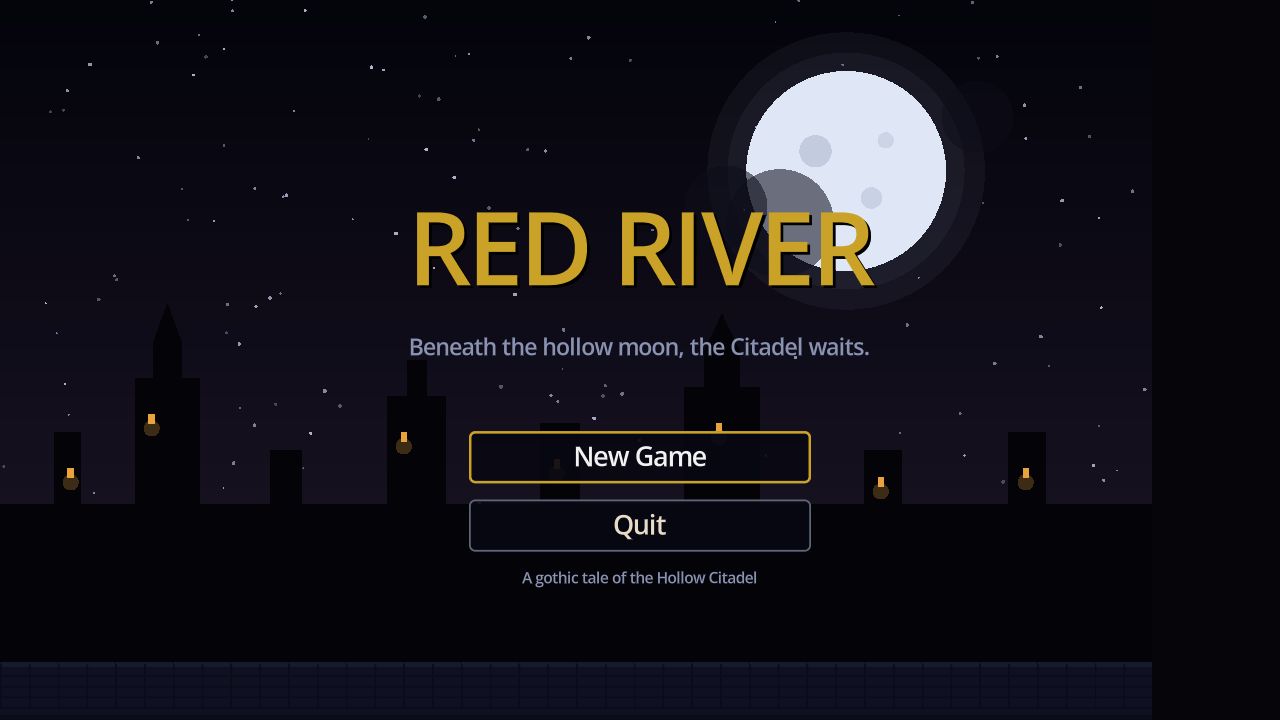 RED RIVER
Beneath the hollow moon, the Citadel waits.
New Game
Quit
A gothic tale of the Hollow Citadel